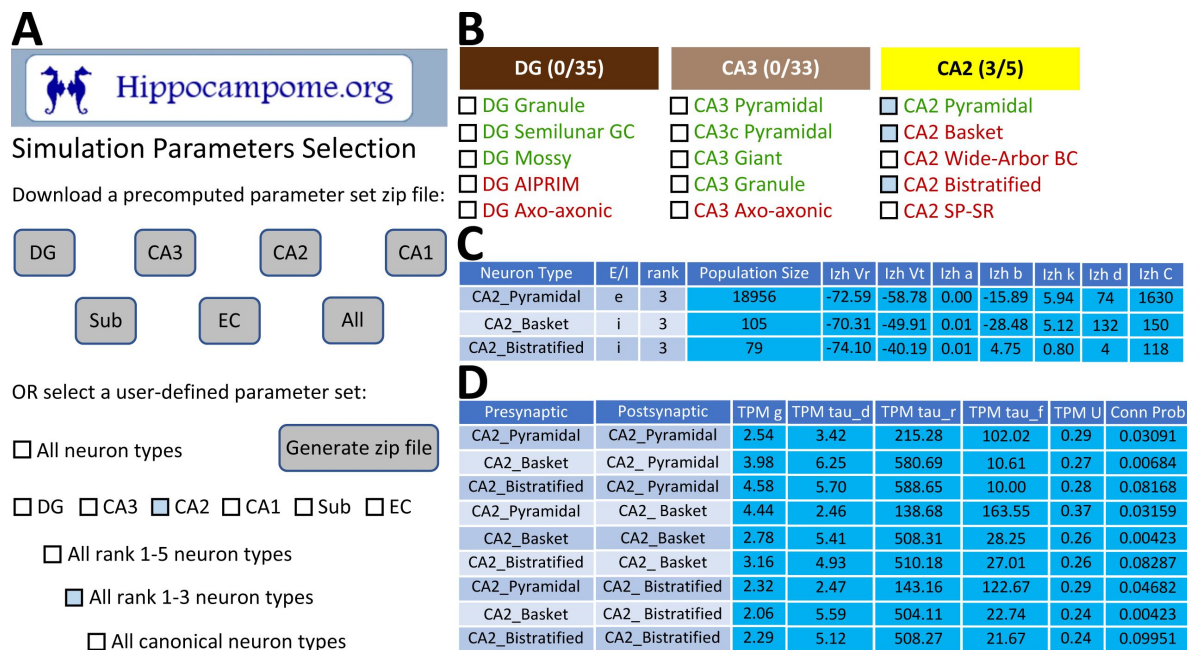 A
Hippocampome.org
Simulation Parameters Selection
Download a precomputed parameter set zip file:
DG CA3 CA2 CA1
Sub EC All
OR select a user-defined parameter set:
All neuron types Generate zip file
DG CA3 CA2 CA1 Sub EC
All rank 1-5 neuron types
All rank 1-3 neuron types
All canonical neuron types
B
DG (0/35) CA3 (0/33) CA2 (3/5)
DG Granule CA3 Pyramidal CA2 Pyramidal
DG Semilunar GC CA3c Pyramidal CA2 Basket
DG Mossy CA3 Giant CA2 Wide-Arbor BC
DG AIPRIM CA3 Granule CA2 Bistratified
DG Axo-axonic CA3 Axo-axonic CA2 SP-SR
C
Neuron Type E/I rank Population Size Izh Vr Izh Vt Izh a Izh b Izh k Izh d Izh C
CA2_Pyramidal e 3 18956 -72.59 -58.78 0.00 -15.89 5.94 74 1630
CA2_Basket i 3 105 -70.31 -49.91 0.01 -28.48 5.12 132 150
CA2_Bistratified i 3 79 -74.10 -40.19 0.01 4.75 0.80 4 118
D
Presynaptic Postsynaptic TPM g TPM tau_d TPM tau_r TPM tau_f TPM U Conn Prob
CA2_Pyramidal CA2_Pyramidal 2.54 3.42 215.28 102.02 0.29 0.03091
CA2_Basket CA2_ Pyramidal 3.98 6.25 580.69 10.61 0.27 0.00684
CA2_Bistratified CA2_ Pyramidal 4.58 5.70 588.65 10.00 0.28 0.08168
CA2_Pyramidal CA2_ Basket 4.44 2.46 138.68 163.55 0.37 0.03159
CA2_Basket CA2_Basket 2.78 5.41 508.31 28.25 0.26 0.00423
CA2_Bistratified CA2_ Basket 3.16 4.93 510.18 27.01 0.26 0.08287
CA2_Pyramidal CA2_ Bistratified 2.32 2.47 143.16 122.67 0.29 0.04682
CA2_Basket CA2_ Bistratified 2.06 5.59 504.11 22.74 0.24 0.00423
CA2_Bistratified CA2_Bistratified 2.29 5.12 508.27 21.67 0.24 0.09951